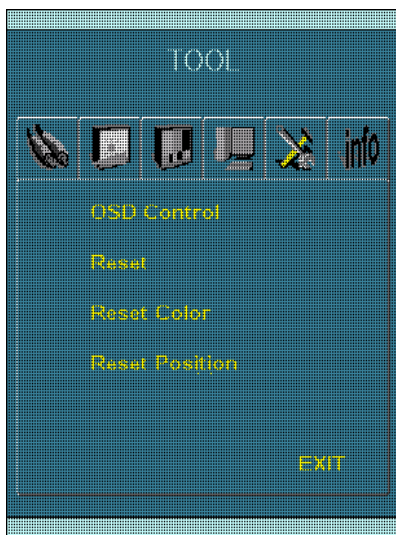 TOOL
info
OSD Control
Reset
Reset Color
Reset Position
EXIT